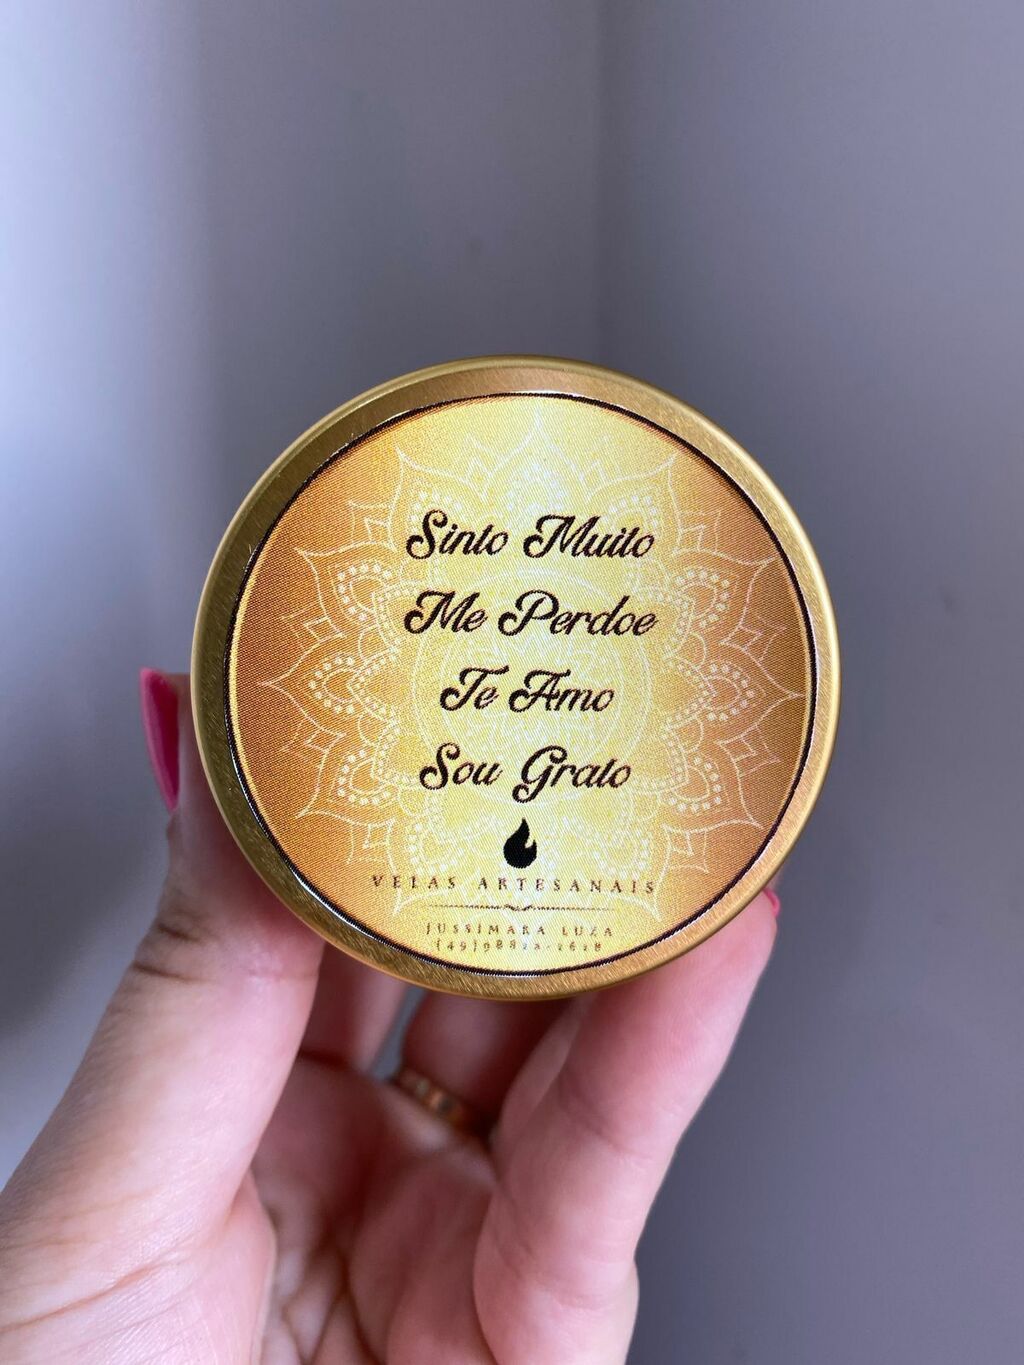 Sinto Muito
Me Perdoe
Te Amo
Sou Grato
VELAS ARTESANAIS
JUSSIMARA LUZA